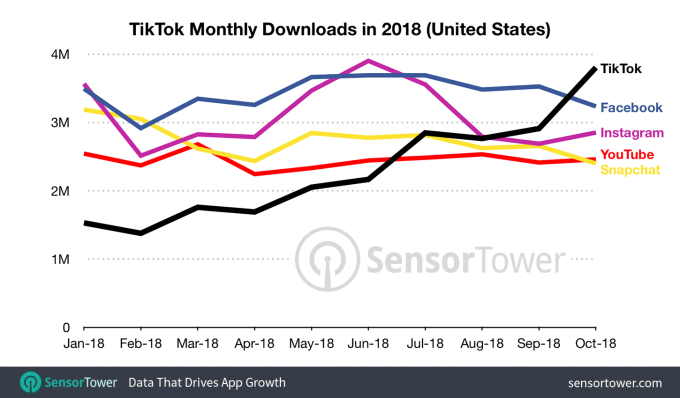 TikTok Monthly Downloads in 2018 (United States)
4M
TikTok
Facebook
3M
Instagram
YouTube
Snapchat
2M
SensorTower
1M
0
Jan-18 Feb-18 Mar-18 Apr-18 May-18 Jun-18 Jul-18 Aug-18 Sep-18 Oct-18
SensorTower Data That Drives App Growth sensortower.com